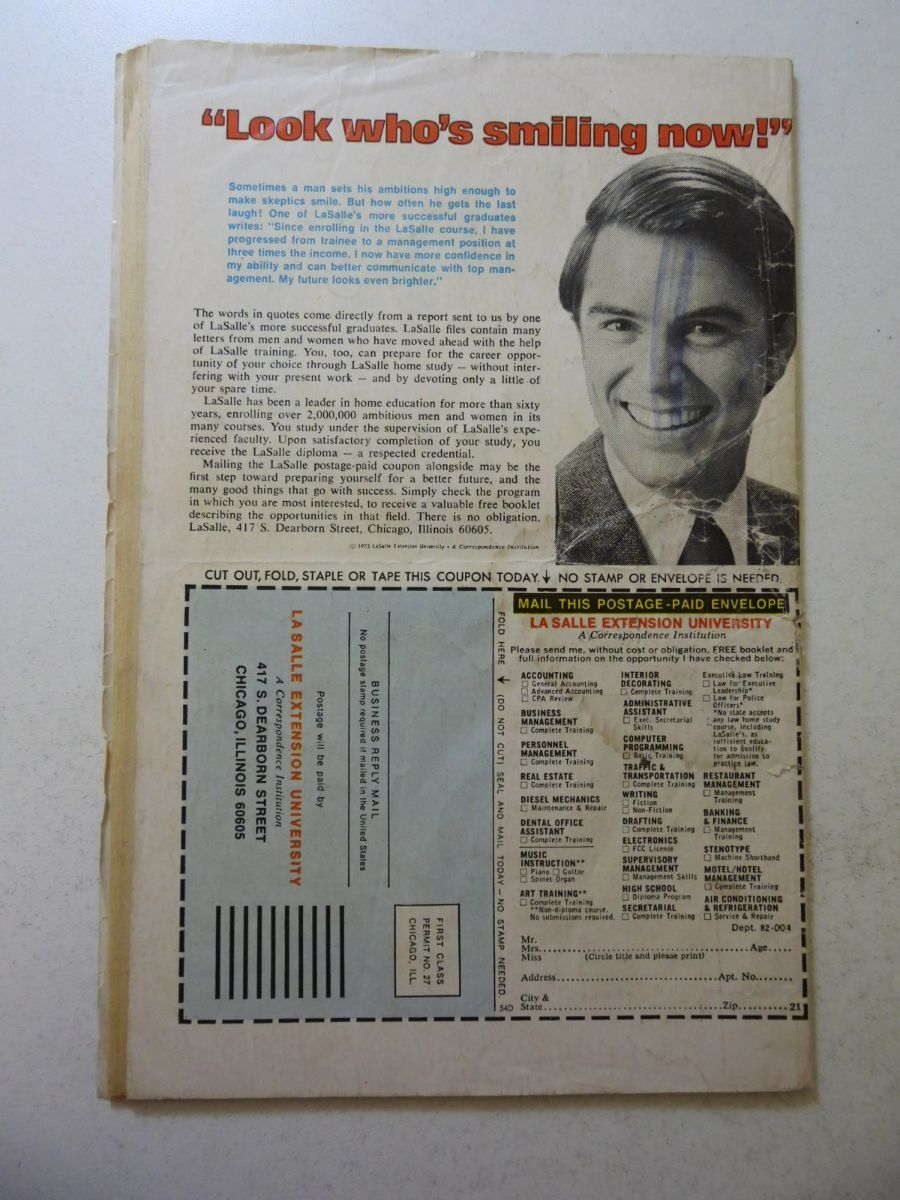 “Look who's smiling now!”
Sometimes a man sets his ambitions high enough to
make skeptics smile. But how often he gets the last
laugh! One of LaSalle's more successful graduates
writes: "Since enrolling in the LaSalle course, I have
progressed from trainee to a management position at
three times the income. I now have more confidence in
my ability and can better communicate with top man-
agement. My future looks even brighter."
The words in quotes come directly from a report sent to us by one
of LaSalle's more successful graduates. LaSalle files contain many
letters from men and women who have moved ahead with the help
of LaSalle training. You, too, can prepare for the career oppor-
tunity of your choice through LaSalle home study — without inter-
fering with your present work — and by devoting only a little of
your spare time.
LaSalle has been a leader in home education for more than sixty
years, enrolling over 2,000,000 ambitious men and women in its
many courses. You study under the supervision of LaSalle's expe-
rienced faculty. Upon satisfactory completion of your study, you
receive the LaSalle diploma — a respected credential.
Mailing the LaSalle postage-paid coupon alongside may be the
first step toward preparing yourself for a better future, and the
many good things that go with success. Simply check the program
in which you are most interested, to receive a valuable free booklet
describing the opportunities in that field. There is no obligation.
LaSalle, 417 S. Dearborn Street, Chicago, Illinois 60605.
© 1973 LaSalle Extension University • A Correspondence Institution
CUT OUT, FOLD, STAPLE OR TAPE THIS COUPON TODAY. ↓ NO STAMP OR ENVELOPE IS NEEDED.
FIRST CLASS
PERMIT NO. 27
CHICAGO, ILL.
BUSINESS REPLY MAIL
No postage stamp required if mailed in the United States
Postage will be paid by
LA SALLE EXTENSION UNIVERSITY
A Correspondence Institution
417 S. DEARBORN STREET
CHICAGO, ILLINOIS 60605
FOLD HERE ↓ (DO NOT CUT) SEAL AND MAIL TODAY — NO STAMP NEEDED.
MAIL THIS POSTAGE-PAID ENVELOPE
LA SALLE EXTENSION UNIVERSITY
A Correspondence Institution
Please send me, without cost or obligation, FREE booklet and
full information on the opportunity I have checked below:
ACCOUNTING
☐ General Accounting
☐ Advanced Accounting
☐ CPA Review
BUSINESS
MANAGEMENT
☐ Complete Training
PERSONNEL
MANAGEMENT
☐ Complete Training
REAL ESTATE
☐ Complete Training
DIESEL MECHANICS
☐ Maintenance & Repair
DENTAL OFFICE
ASSISTANT
☐ Complete Training
MUSIC
INSTRUCTION**
☐ Piano ☐ Guitar
☐ Spinet Organ
ART TRAINING**
☐ Complete Training
**Non-diploma course.
No submissions required.
INTERIOR
DECORATING
☐ Complete Training
ADMINISTRATIVE
ASSISTANT
☐ Exec. Secretarial
Skills
COMPUTER
PROGRAMMING
☐ Basic Training
TRAFFIC &
TRANSPORTATION
☐ Complete Training
WRITING
☐ Fiction
☐ Non-Fiction
DRAFTING
☐ Complete Training
ELECTRONICS
☐ FCC License
SUPERVISORY
MANAGEMENT
☐ Management Skills
HIGH SCHOOL
☐ Diploma Program
SECRETARIAL
☐ Complete Training
Executive Law Training
☐ Law for Executive
Leadership*
☐ Law for Police
Officers*
*No state accepts
any law home study
course, including
LaSalle's, as
sufficient educa-
tion to qualify
for admission to
practice law.
RESTAURANT
MANAGEMENT
☐ Management
Training
BANKING
& FINANCE
☐ Management
Training
STENOTYPE
☐ Machine Shorthand
MOTEL/HOTEL
MANAGEMENT
☐ Complete Training
AIR CONDITIONING
& REFRIGERATION
☐ Service & Repair
Dept. 82-004
Mr.
Mrs. Age
Miss (Circle title and please print)
Address Apt. No.
City &
State Zip 21
54D